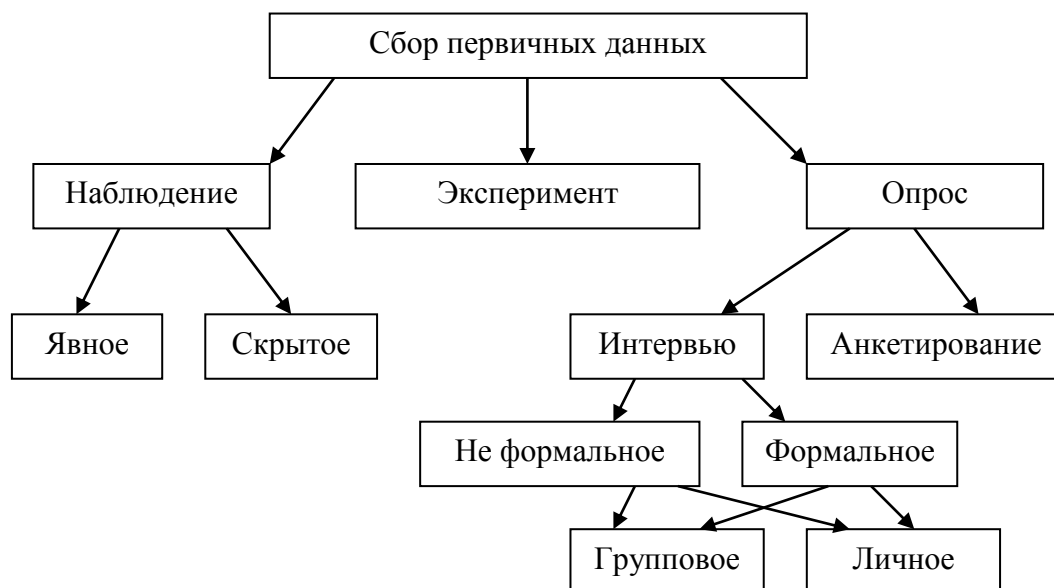 Сбор первичных данных
Наблюдение
Эксперимент
Опрос
Явное
Скрытое
Интервью
Анкетирование
Не формальное
Формальное
Групповое
Личное